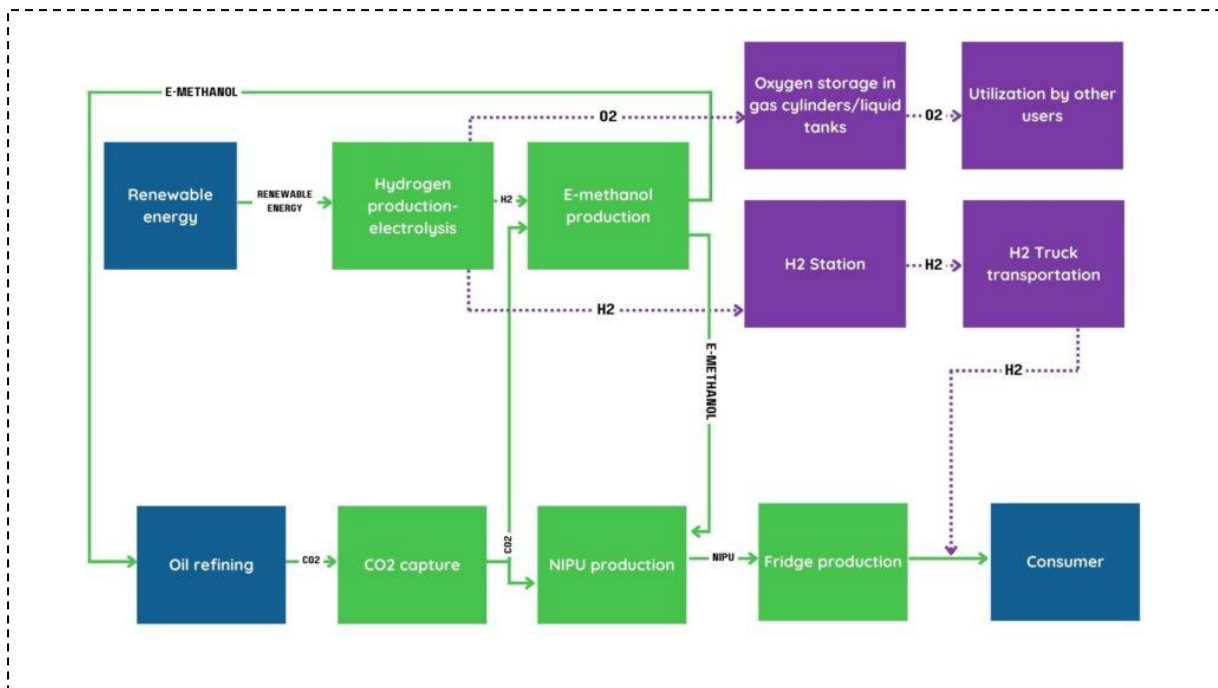 E-METHANOL
Oxygen storage in
gas cylinders/liquid
tanks
O2
Utilization by other
users
O2
Renewable
energy
RENEWABLE
ENERGY
Hydrogen
production-
electrolysis
H2
E-methanol
production
H2 Station
H2
H2 Truck
transportation
H2
H2
E-METHANOL
Oil refining
CO2
CO2 capture
CO2
NIPU production
NIPU
Fridge production
Consumer